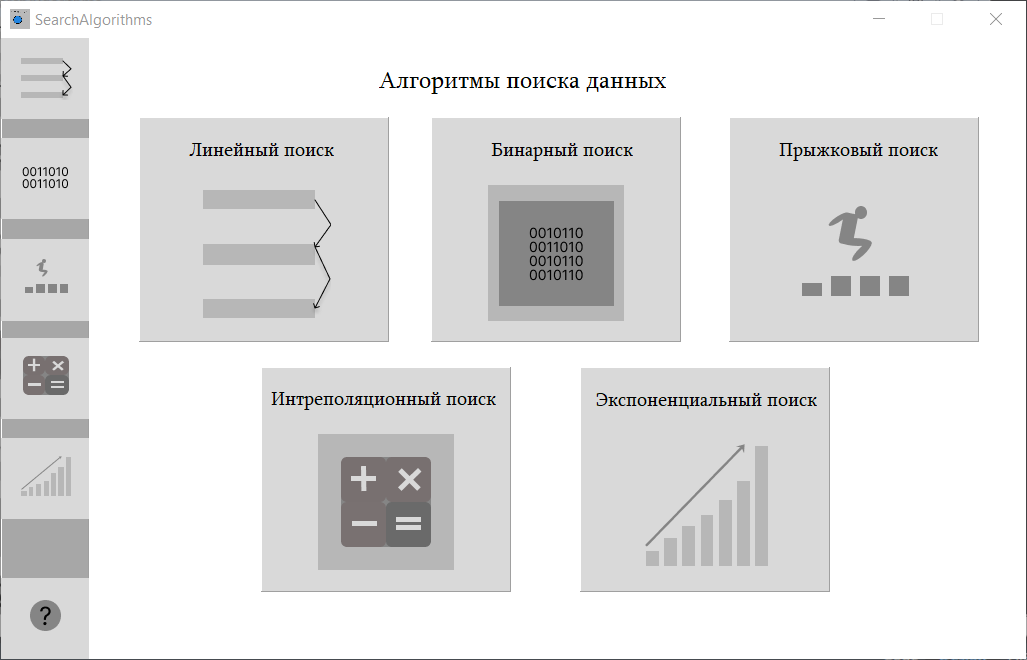 SearchAlgorithms
Алгоритмы поиска данных
0011010
0011010
Линейный поиск
Бинарный поиск
0010110
0011010
0010110
0010110
Прыжковый поиск
Интреполяционный поиск
+ ×
− =
Экспоненциальный поиск
+ ×
− =
?